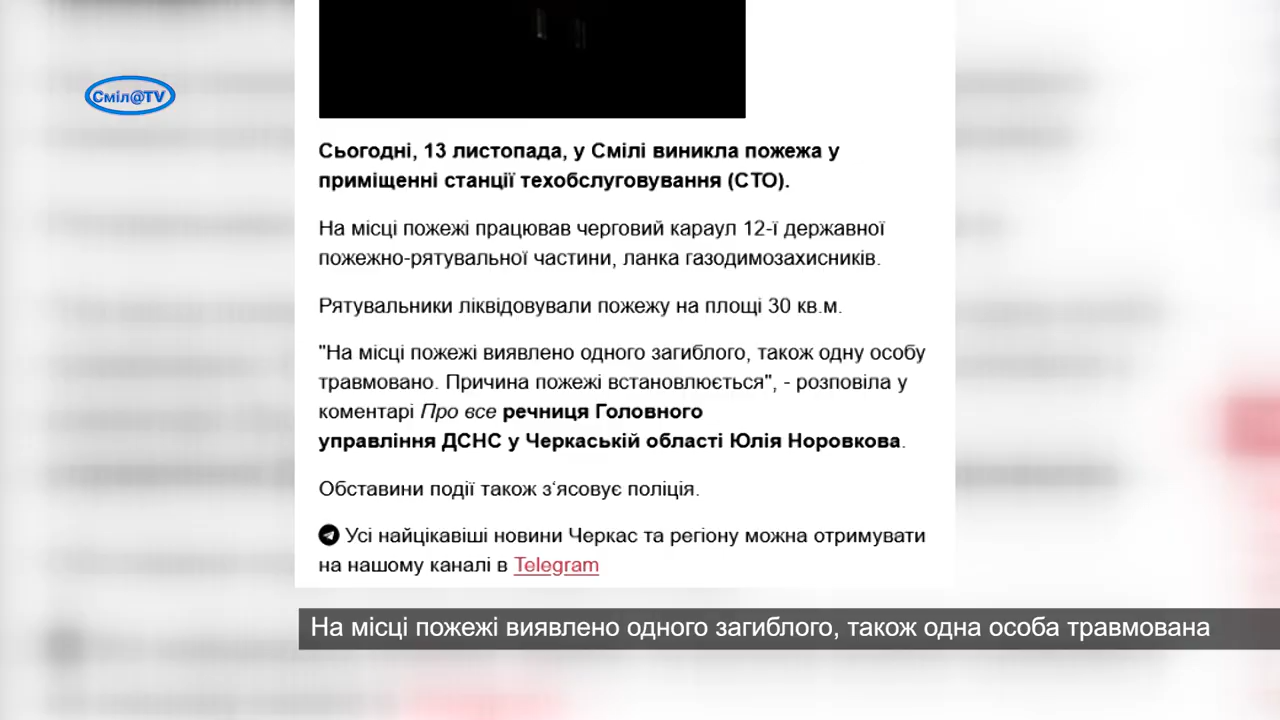 Сміл@TV
Сьогодні, 13 листопада, у Смілі виникла пожежа у
приміщенні станції техобслуговування (СТО).
На місці пожежі працював черговий караул 12-ї державної
пожежно-рятувальної частини, ланка газодимозахисників.
Рятувальники ліквідовували пожежу на площі 30 кв.м.
"На місці пожежі виявлено одного загиблого, також одну особу
травмовано. Причина пожежі встановлюється", - розповіла у
коментарі Про все речниця Головного
управління ДСНС у Черкаській області Юлія Норовкова.
Обставини події також з‘ясовує поліція.
Усі найцікавіші новини Черкас та регіону можна отримувати
на нашому каналі в Telegram
На місці пожежі виявлено одного загиблого, також одна особа травмована